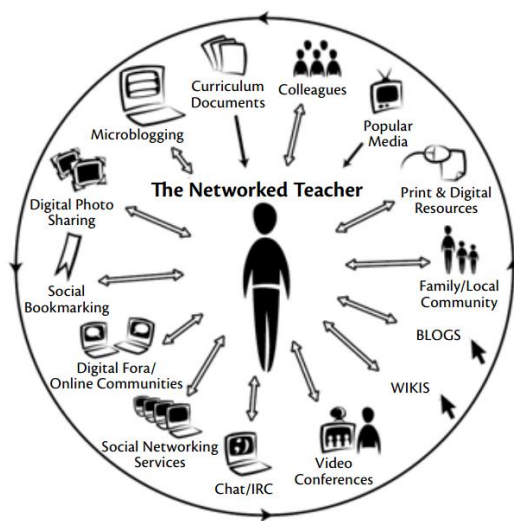 Curriculum
Documents
Colleagues
Microblogging
Popular
Media
The Networked Teacher
Print & Digital
Resources
Digital Photo
Sharing
Family/Local
Community
Social
Bookmarking
BLOGS
Digital Fora/
Online Communities
WIKIS
Social Networking
Services
Video
Conferences
Chat/IRC